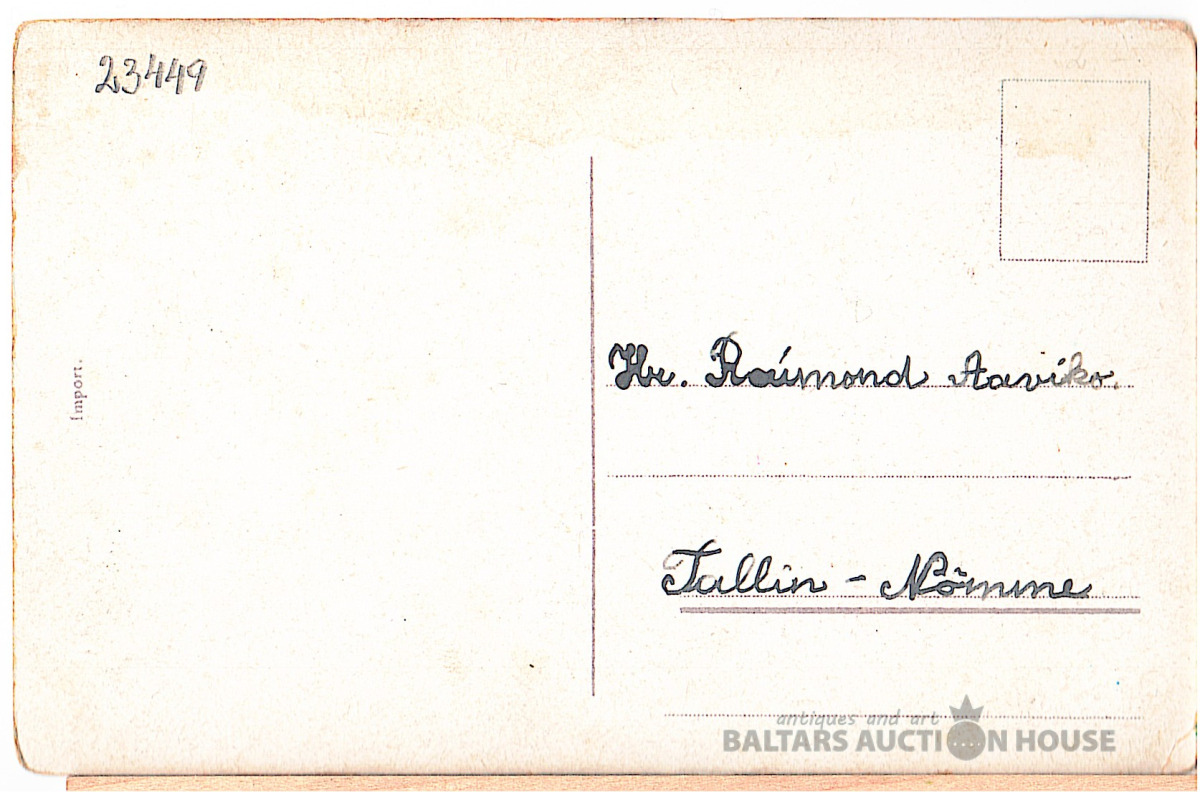 23449
Import.
Hr. Raimond Aaviko.
Tallin - Nõmme
antiques and art
BALTARS AUCTION HOUSE